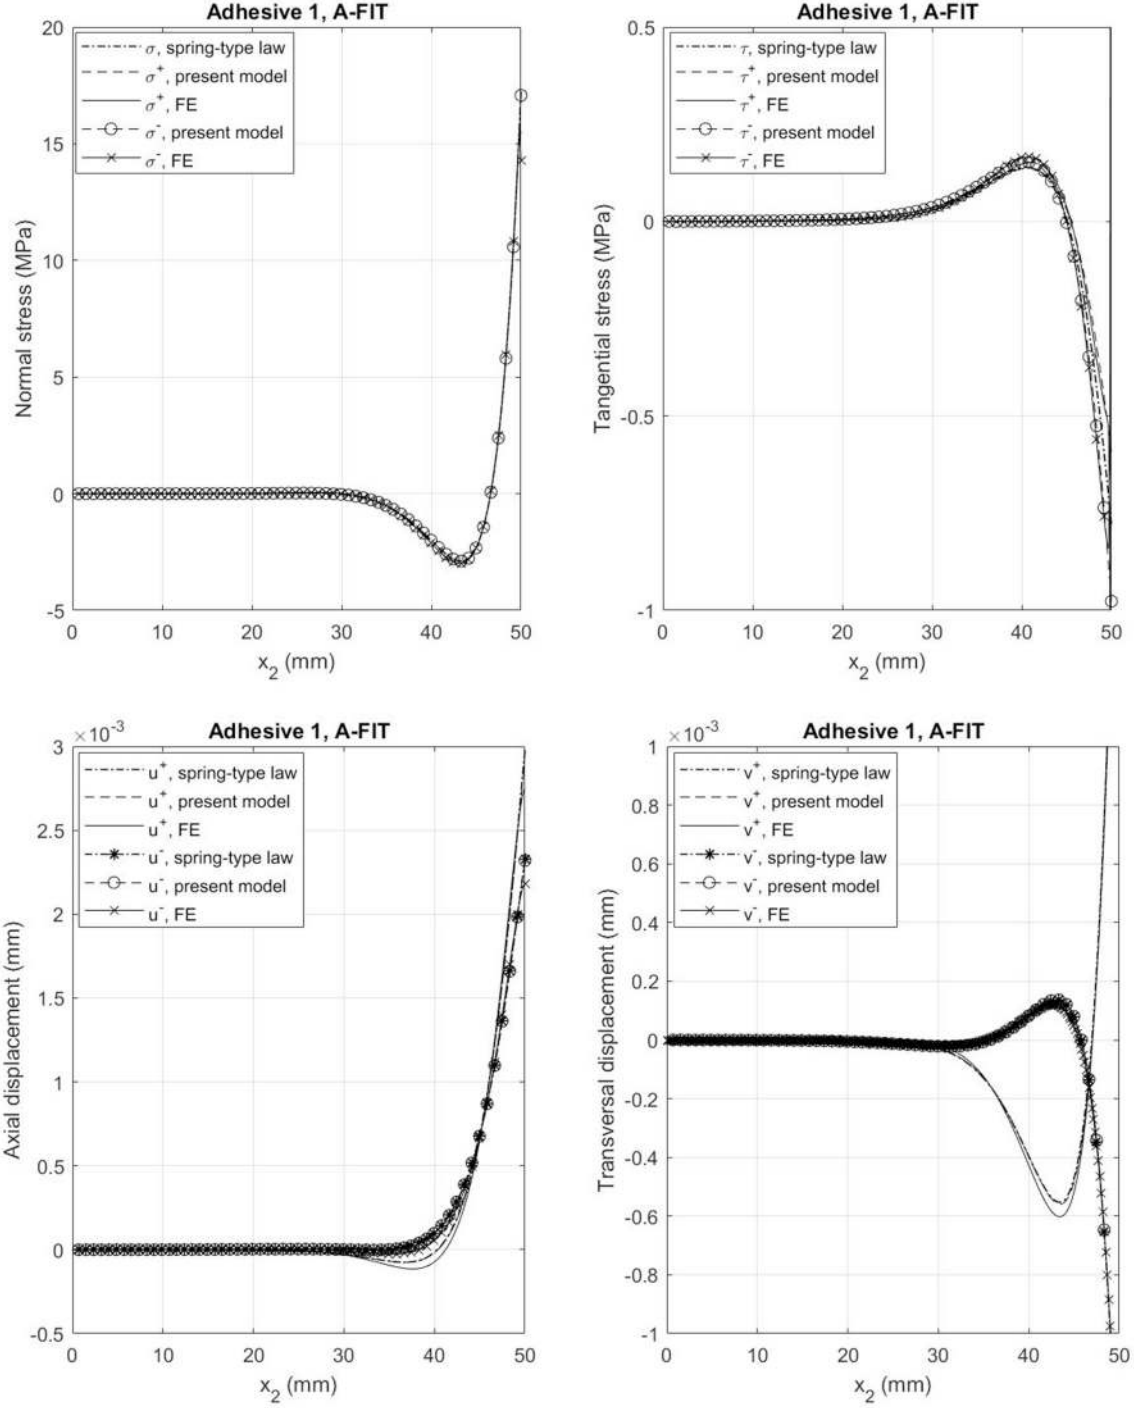 Adhesive 1, A-FIT
20
15
10
5
0
-5
Normal stress (MPa)
σ, spring-type law
σ+, present model
σ+, FE
σ-, present model
σ-, FE
0 10 20 30 40 50
x2 (mm)
Adhesive 1, A-FIT
0.5
0
-0.5
-1
Tangential stress (MPa)
τ, spring-type law
τ+, present model
τ+, FE
τ-, present model
τ-, FE
0 10 20 30 40 50
x2 (mm)
Adhesive 1, A-FIT
×10-3
3
2.5
2
1.5
1
0.5
0
-0.5
Axial displacement (mm)
u+, spring-type law
u+, present model
u+, FE
u-, spring-type law
u-, present model
u-, FE
0 10 20 30 40 50
x2 (mm)
Adhesive 1, A-FIT
×10-3
1
0.8
0.6
0.4
0.2
0
-0.2
-0.4
-0.6
-0.8
-1
Transversal displacement (mm)
v+, spring-type law
v+, present model
v+, FE
v-, spring-type law
v-, present model
v-, FE
0 10 20 30 40 50
x2 (mm)